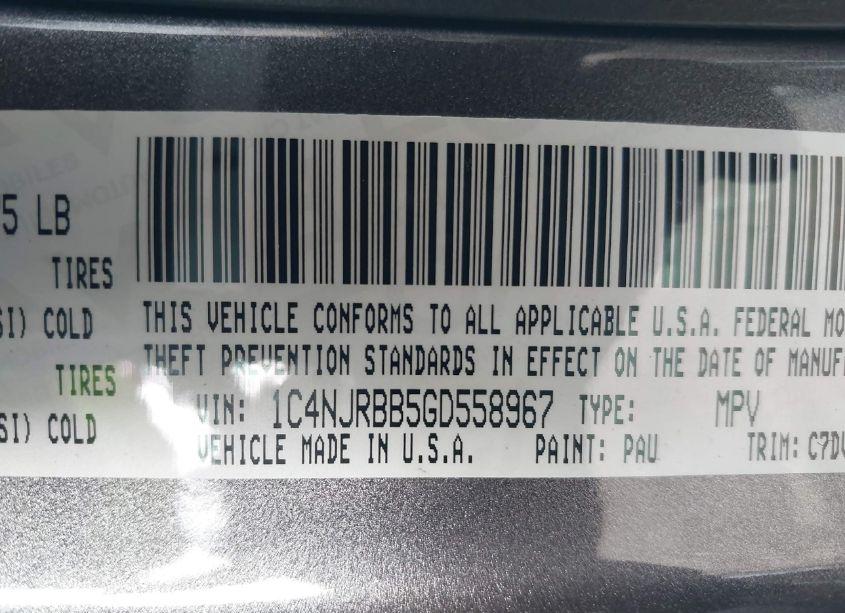 5 LB
TIRES
SI) COLD
TIRES
SI) COLD
THIS VEHICLE CONFORMS TO ALL APPLICABLE U.S.A. FEDERAL MO
THEFT PREVENTION STANDARDS IN EFFECT ON THE DATE OF MANUF
VIN: 1C4NJRBB5GD558967 TYPE: MPV
VEHICLE MADE IN U.S.A. PAINT: PAU TRIM: C7DV